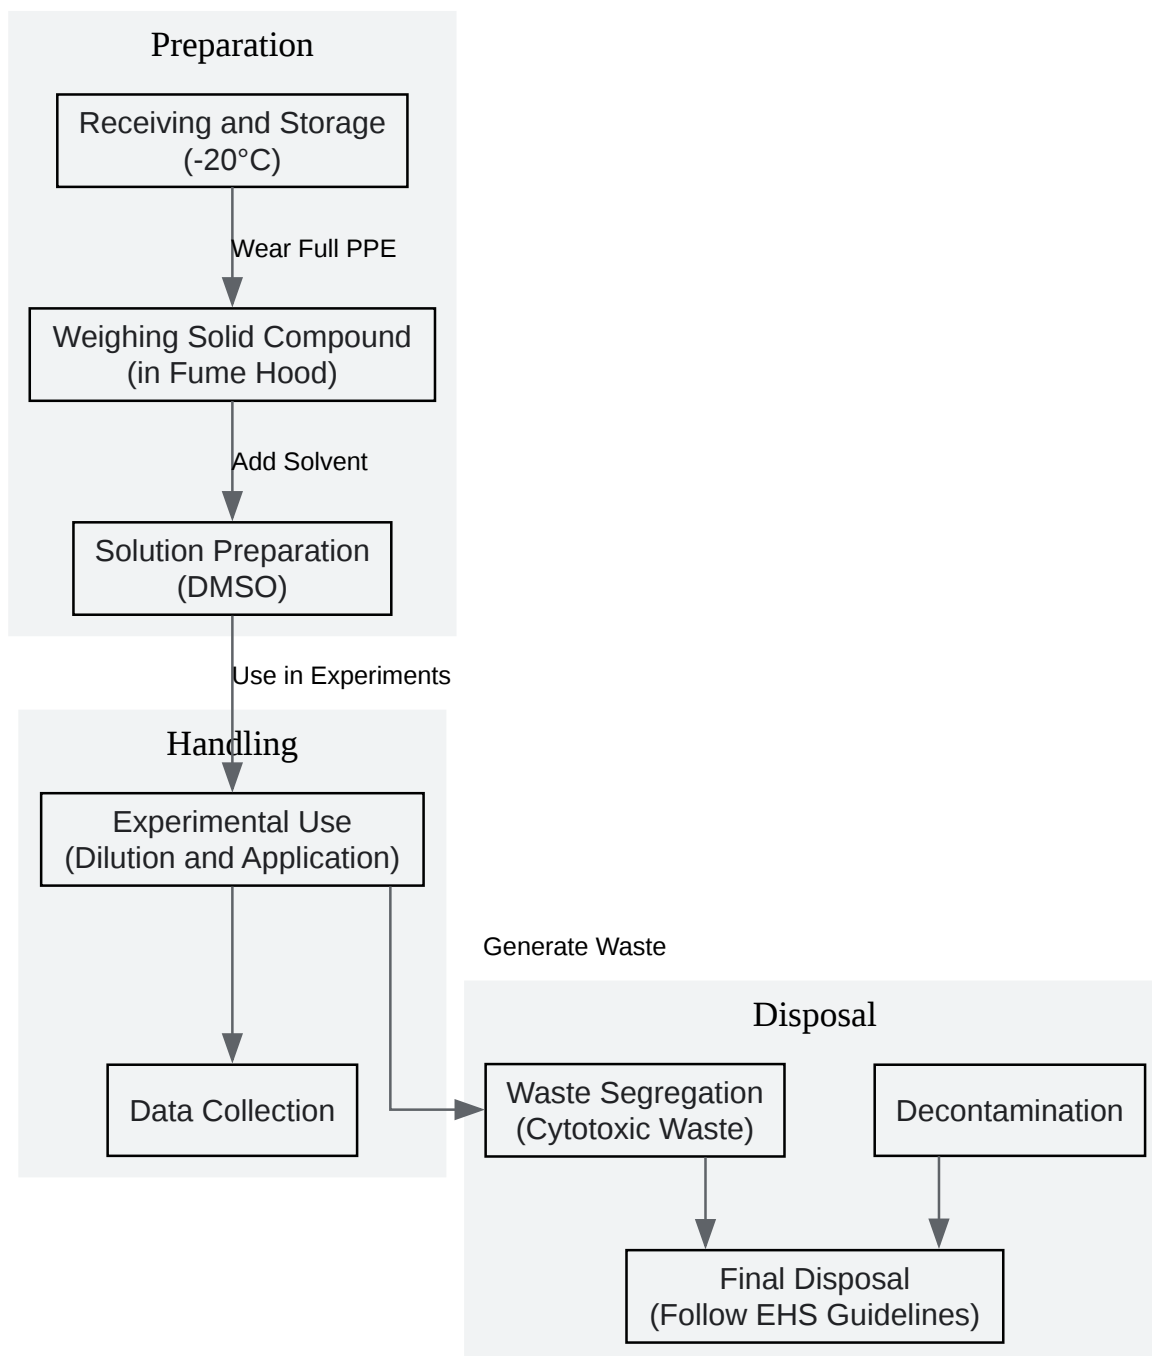 Preparation
Receiving and Storage
(-20°C)
Wear Full PPE
Weighing Solid Compound
(in Fume Hood)
Add Solvent
Solution Preparation
(DMSO)
Use in Experiments
Handling
Experimental Use
(Dilution and Application)
Data Collection
Generate Waste
Disposal
Waste Segregation
(Cytotoxic Waste)
Decontamination
Final Disposal
(Follow EHS Guidelines)